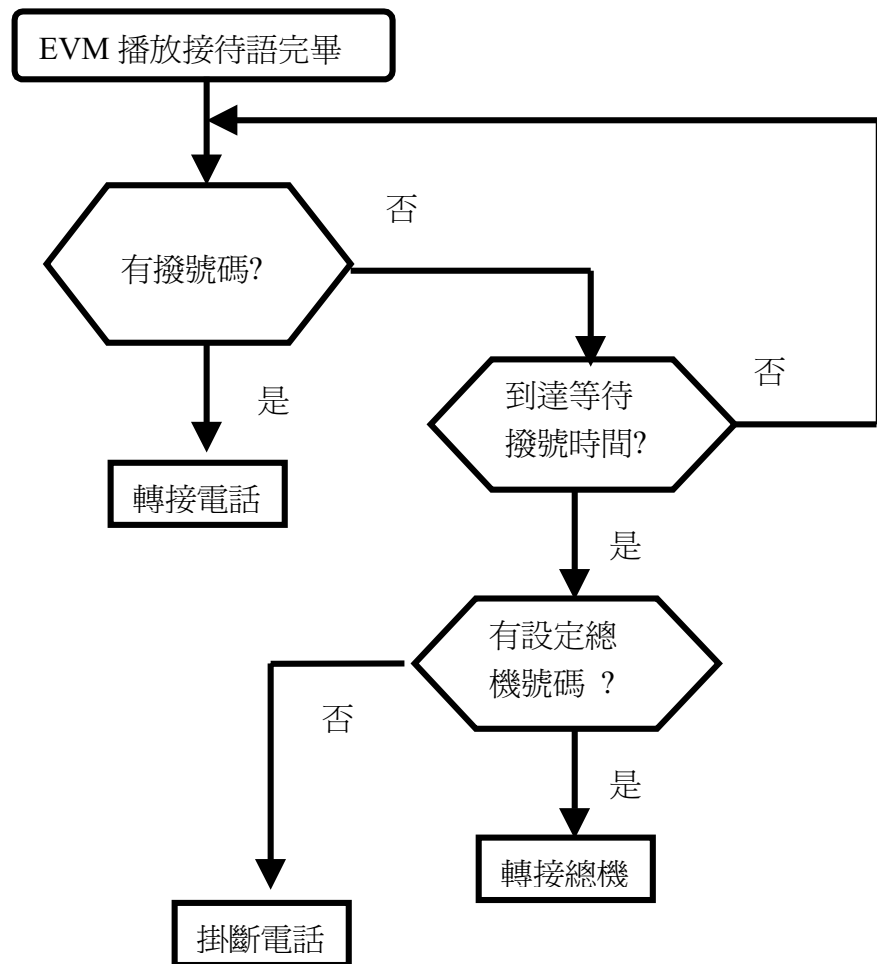 EVM 播放接待語完畢
否
有撥號碼?
是
轉接電話
到達等待
撥號時間?
否
是
有設定總
機號碼 ?
否
是
轉接總機
掛斷電話